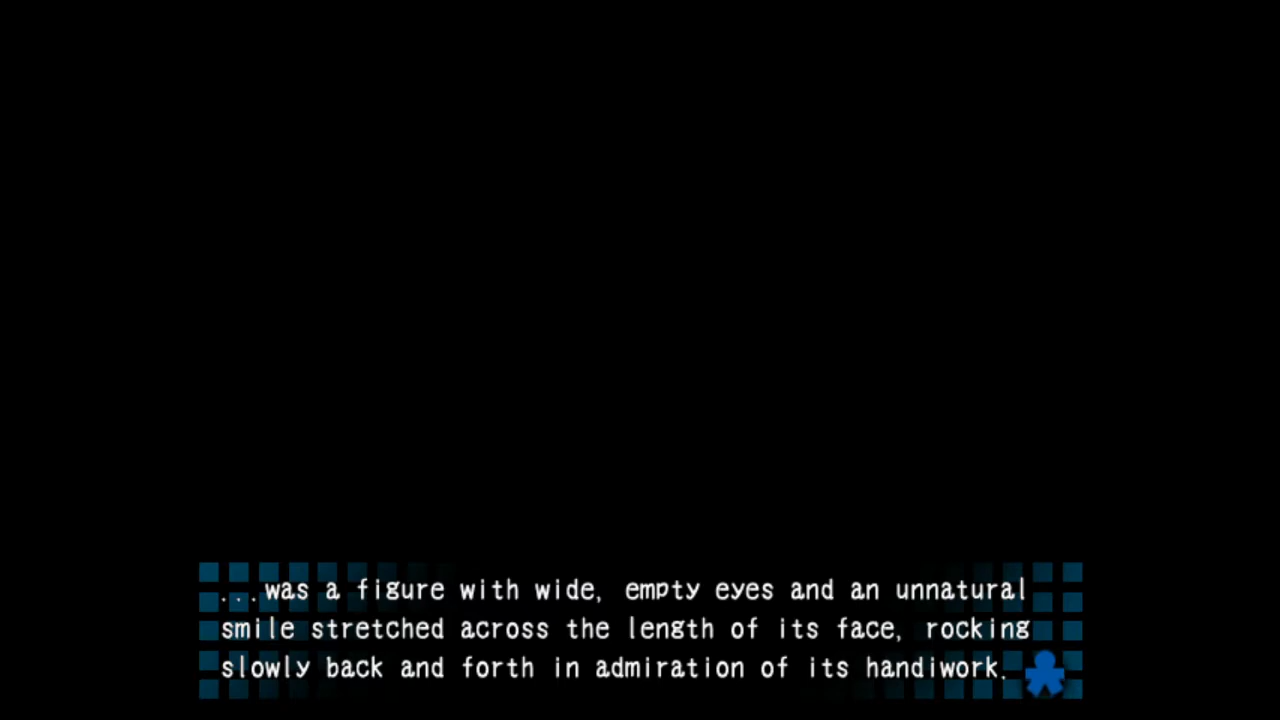 ...was a figure with wide, empty eyes and an unnatural
smile stretched across the length of its face, rocking
slowly back and forth in admiration of its handiwork.